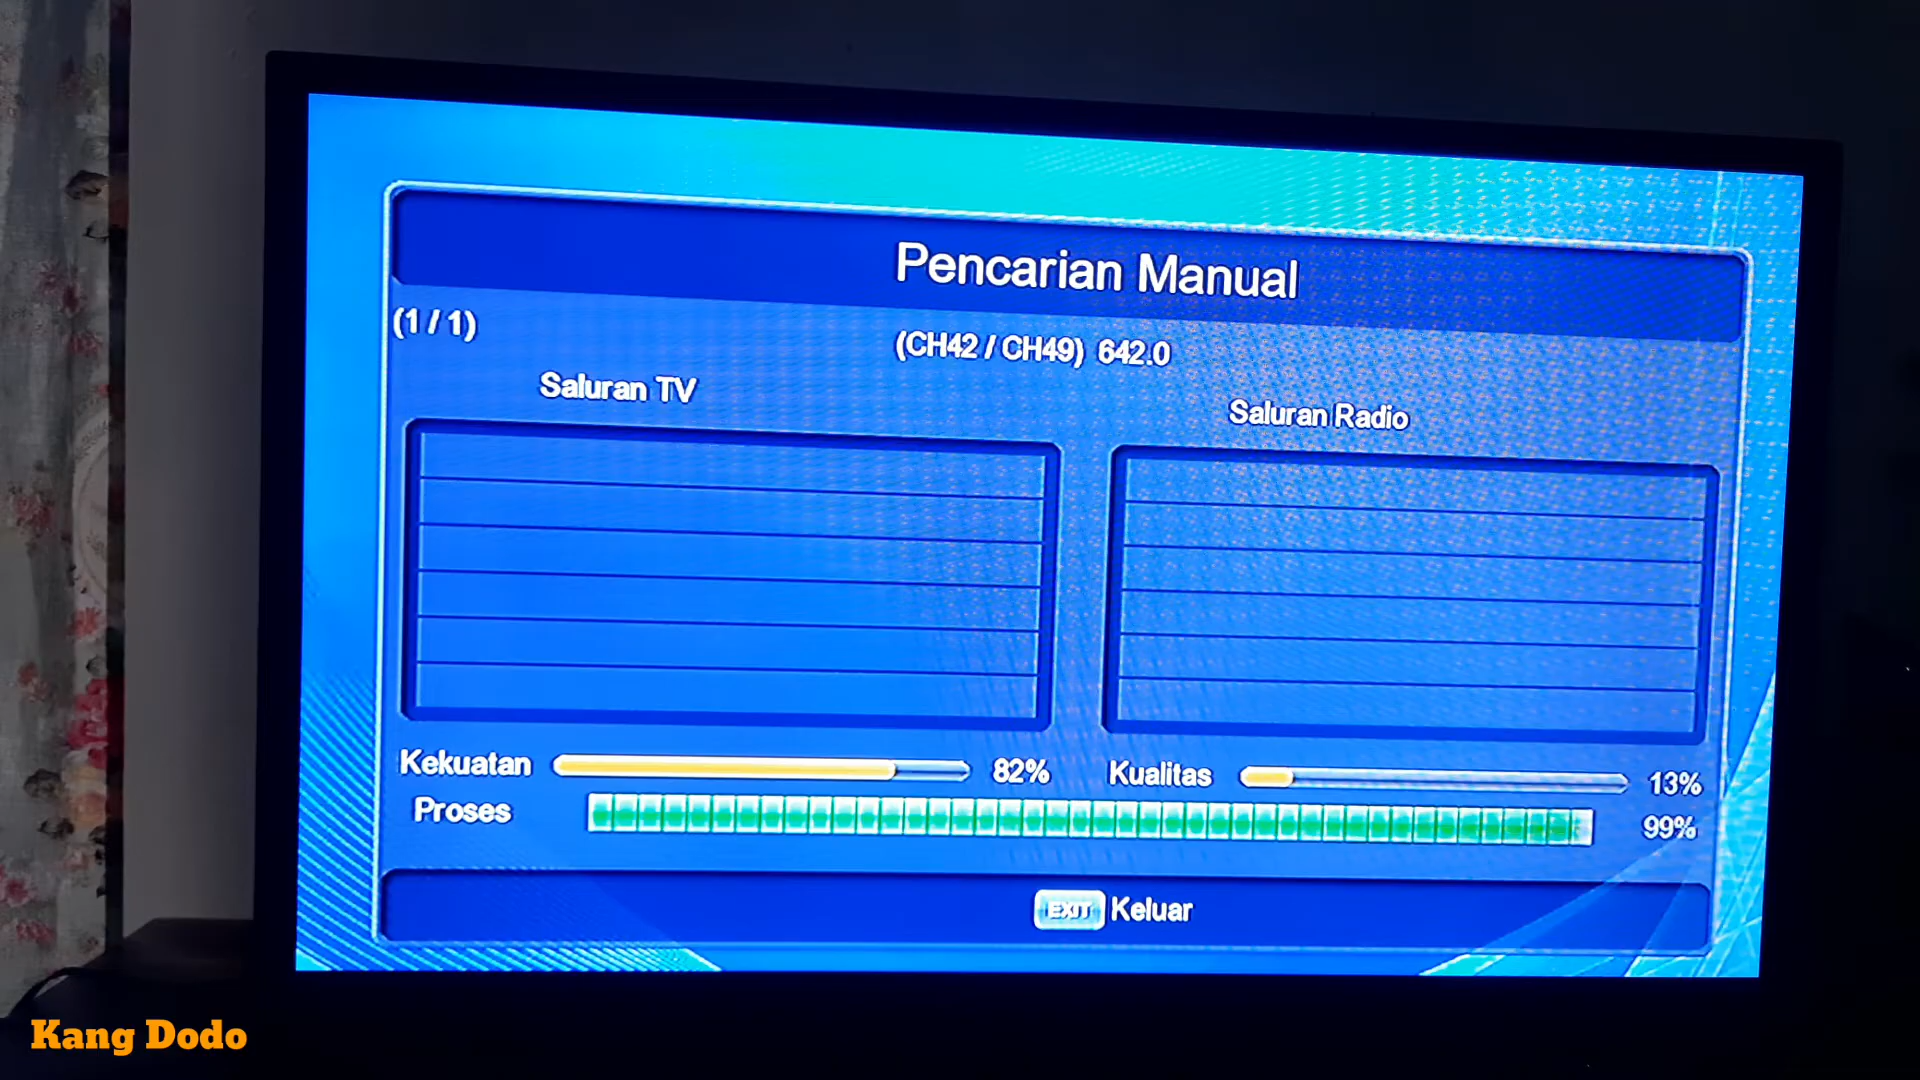 Pencarian Manual
(1 / 1)
(CH42 / CH49) 642.0
Saluran TV
Saluran Radio
Kekuatan 82% Kualitas 13%
Proses 99%
EXIT Keluar
Kang Dodo